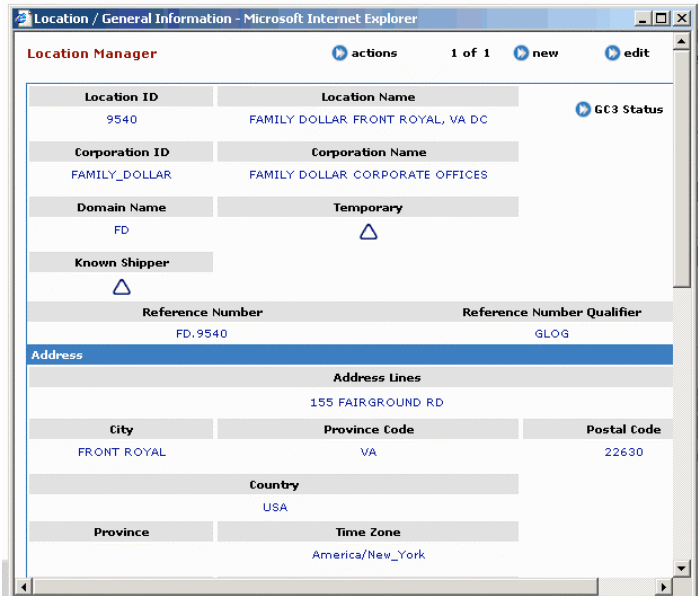 Location / General Information - Microsoft Internet Explorer
Location Manager actions 1 of 1 new edit
Location ID Location Name
GC3 Status
9540 FAMILY DOLLAR FRONT ROYAL, VA DC
Corporation ID Corporation Name
FAMILY_DOLLAR FAMILY DOLLAR CORPORATE OFFICES
Domain Name Temporary
FD
Known Shipper
Reference Number Reference Number Qualifier
FD.9540 GLOG
Address
Address Lines
155 FAIRGROUND RD
City Province Code Postal Code
FRONT ROYAL VA 22630
Country
USA
Province Time Zone
America/New_York